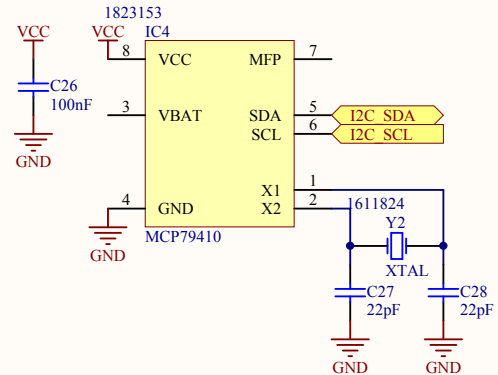 1823153
VCC
VCC
IC4
8
VCC
MFP
7
C26
100nF
3
VBAT
SDA
5
I2C_SDA
SCL
6
I2C_SCL
GND
X1
1
4
GND
X2
2
1611824
Y2
GND
MCP79410
XTAL
C27
22pF
C28
22pF
GND
GND